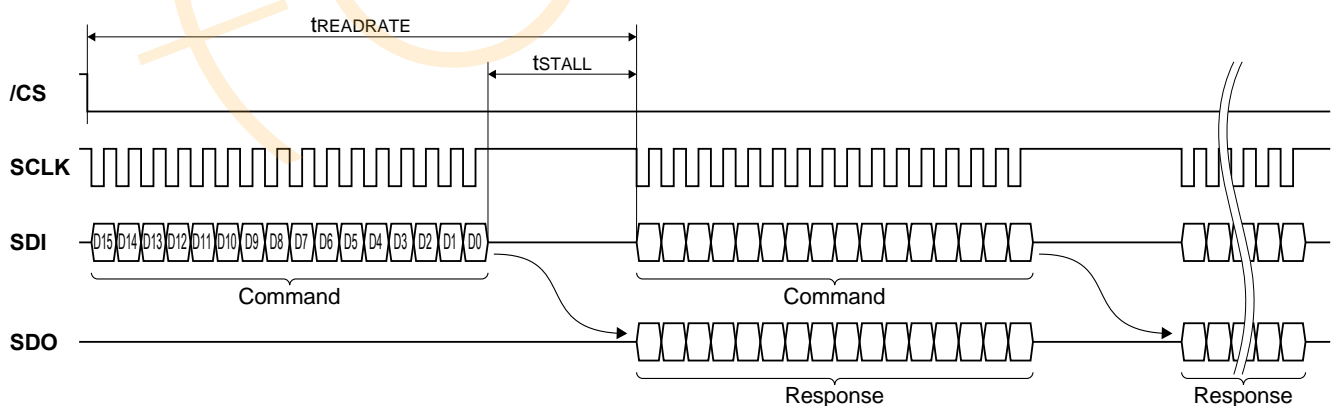 tREADRATE
tSTALL
/CS
SCLK
SDI D15 D14 D13 D12 D11 D10 D9 D8 D7 D6 D5 D4 D3 D2 D1 D0
Command Command
SDO
Response Response